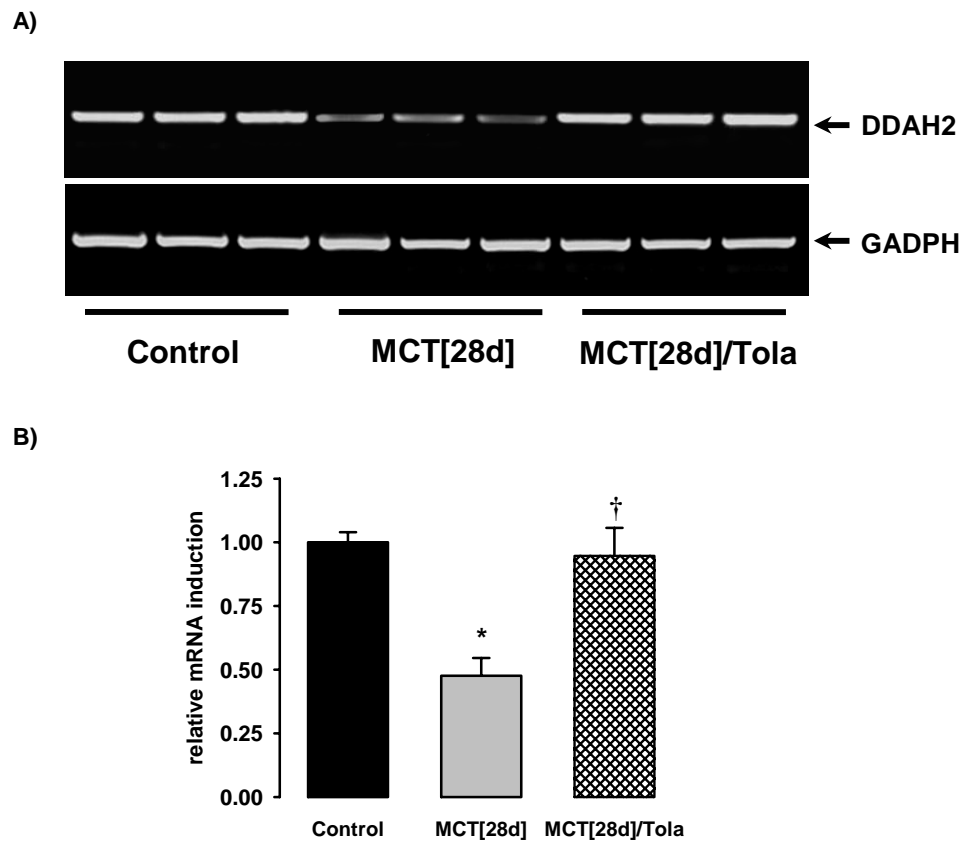 A)
DDAH2
GADPH
Control MCT[28d] MCT[28d]/Tola
B)
relative mRNA induction
1.25
1.00
0.75
0.50
0.25
0.00
*
†
Control MCT[28d] MCT[28d]/Tola